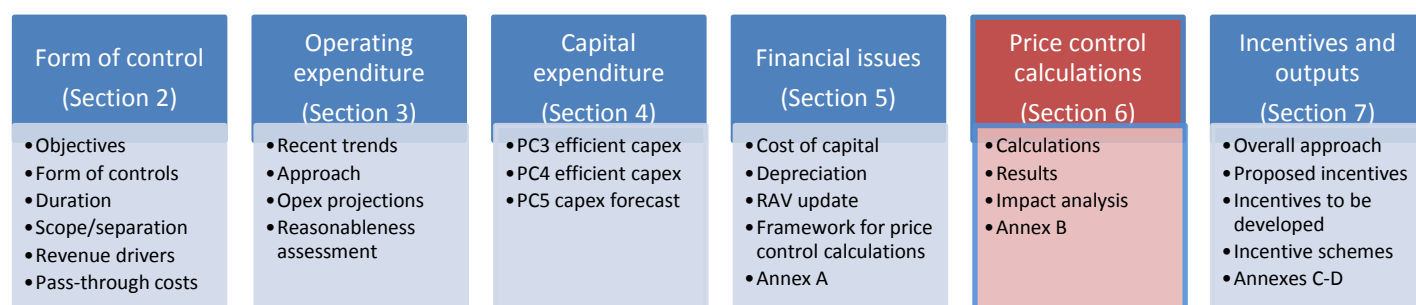 Form of control
(Section 2)
•Objectives
•Form of controls
•Duration
•Scope/separation
•Revenue drivers
•Pass-through costs
Operating
expenditure
(Section 3)
•Recent trends
•Approach
•Opex projections
•Reasonableness
assessment
Capital
expenditure
(Section 4)
•PC3 efficient capex
•PC4 efficient capex
•PC5 capex forecast
Financial issues
(Section 5)
•Cost of capital
•Depreciation
•RAV update
•Framework for price
control calculations
•Annex A
Price control
calculations
(Section 6)
•Calculations
•Results
•Impact analysis
•Annex B
Incentives and
outputs
(Section 7)
•Overall approach
•Proposed incentives
•Incentives to be
developed
•Incentive schemes
•Annexes C-D